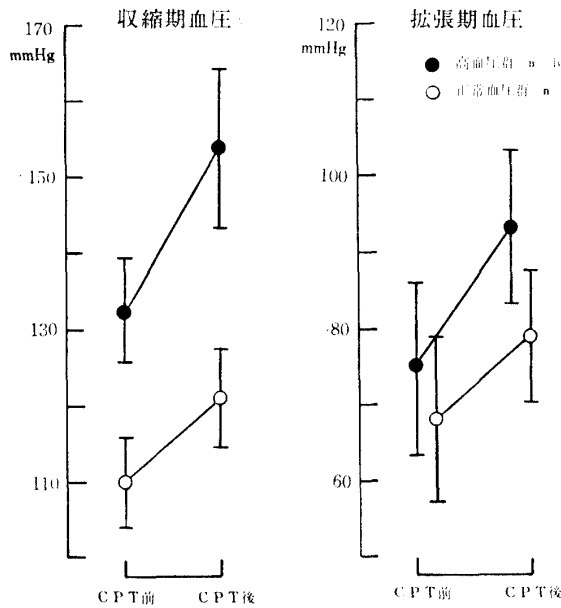 収縮期血圧
170
mmHg
150
130
110
CPT前 CPT後
拡張期血圧
120
mmHg
● 高血圧群 n
○ 正常血圧群 n
100
80
60
CPT前 CPT後